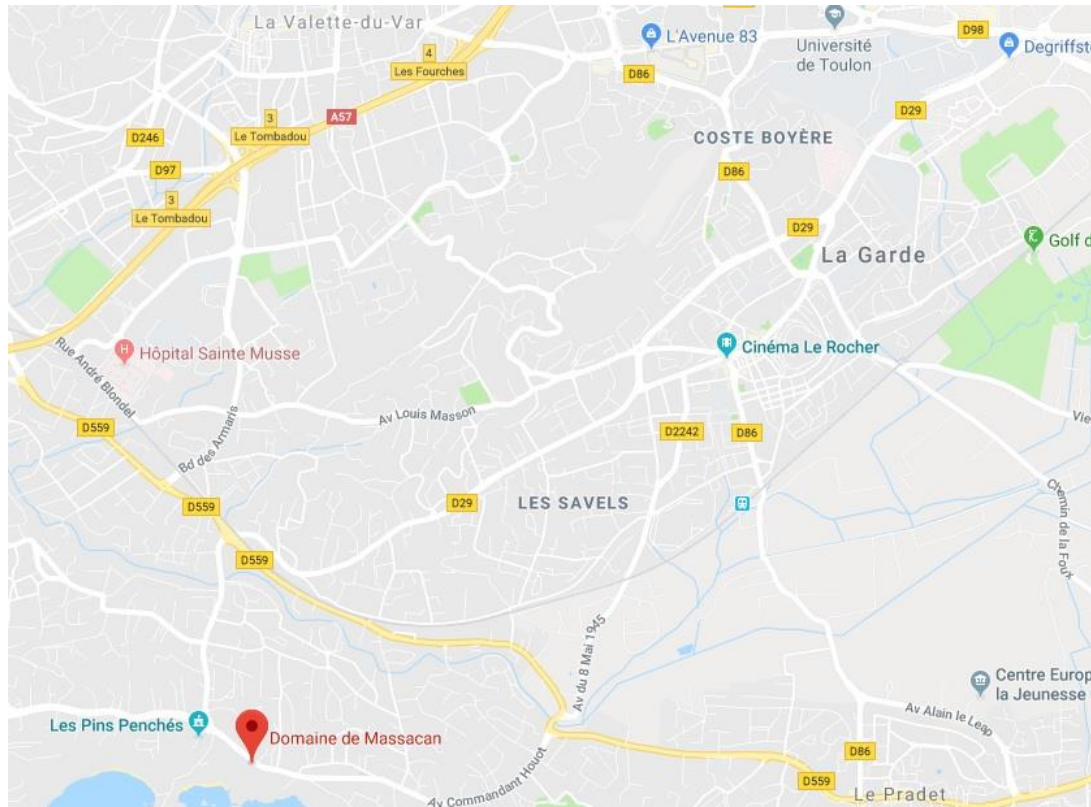 La Valette-du-Var
L'Avenue 83
Université
de Toulon
D98
Degriffst
4
Les Fourches
D86
3
Le Tombadou
A57
D29
D246
COSTE BOYÈRE
D97
D86
3
Le Tombadou
D29
La Garde
Golf d
Rue André Blondel
Hôpital Sainte Musse
Cinéma Le Rocher
Av Louis Masson
Vie
D559
Bd des Armaris
D2242
D86
D559
D29
LES SAVELS
Chemin de la Foux
D559
Av du 8 Mai 1945
Centre Europ
la Jeunesse
Les Pins Penchés
Domaine de Massacan
Av Alain le Leap
D86
D559
Av Commandant Houot
Le Pradet